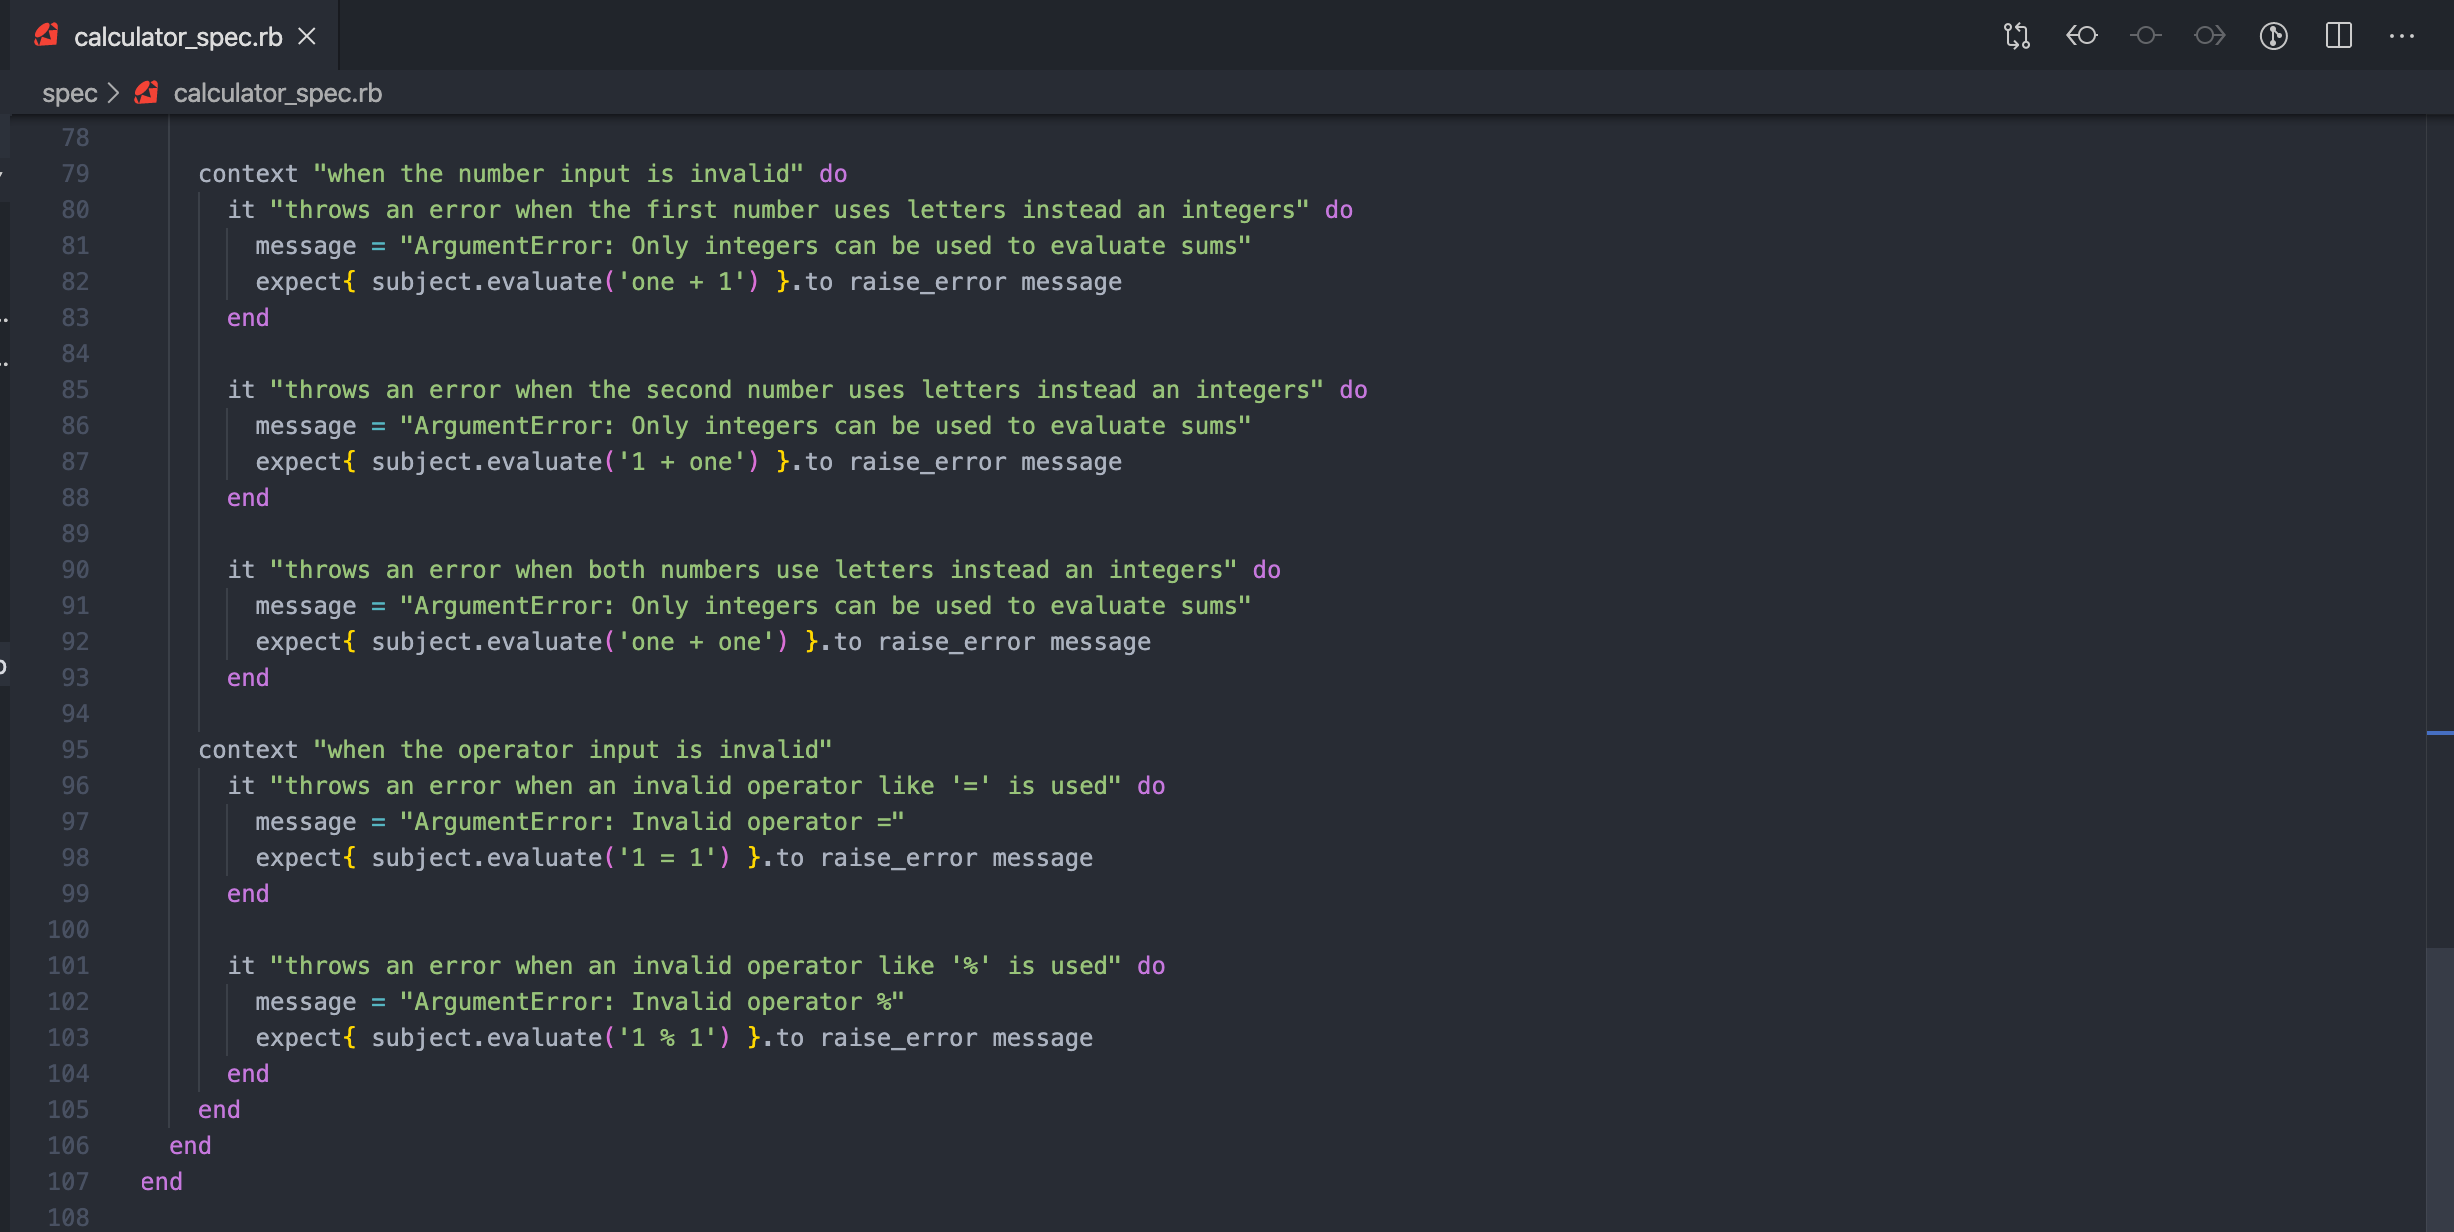 calculator_spec.rb
spec > calculator_spec.rb
78
79 context "when the number input is invalid" do
80 it "throws an error when the first number uses letters instead an integers" do
81 message = "ArgumentError: Only integers can be used to evaluate sums"
82 expect{ subject.evaluate('one + 1') }.to raise_error message
83 end
84
85 it "throws an error when the second number uses letters instead an integers" do
86 message = "ArgumentError: Only integers can be used to evaluate sums"
87 expect{ subject.evaluate('1 + one') }.to raise_error message
88 end
89
90 it "throws an error when both numbers use letters instead an integers" do
91 message = "ArgumentError: Only integers can be used to evaluate sums"
92 expect{ subject.evaluate('one + one') }.to raise_error message
93 end
94
95 context "when the operator input is invalid"
96 it "throws an error when an invalid operator like '=' is used" do
97 message = "ArgumentError: Invalid operator ="
98 expect{ subject.evaluate('1 = 1') }.to raise_error message
99 end
100
101 it "throws an error when an invalid operator like '%' is used" do
102 message = "ArgumentError: Invalid operator %"
103 expect{ subject.evaluate('1 % 1') }.to raise_error message
104 end
105 end
106 end
107 end
108